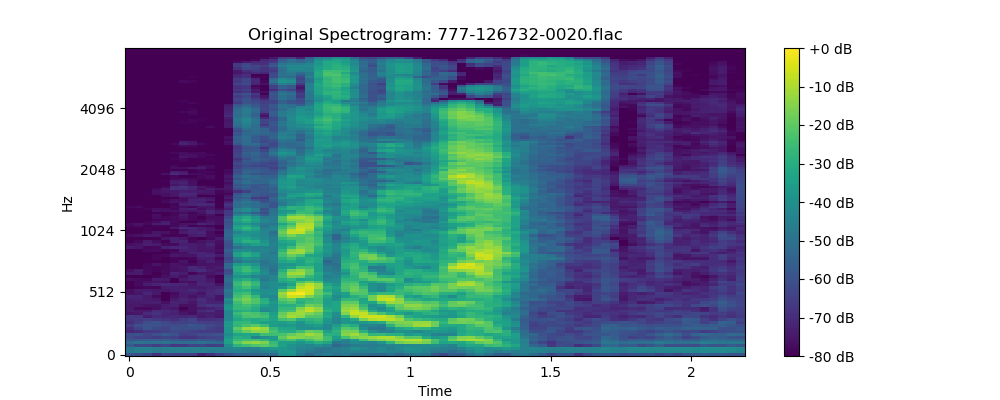 Original Spectrogram: 777-126732-0020.flac
+0 dB
-10 dB
-20 dB
-30 dB
-40 dB
-50 dB
-60 dB
-70 dB
-80 dB
Hz
4096
2048
1024
512
0
0
0.5
1
1.5
2
Time